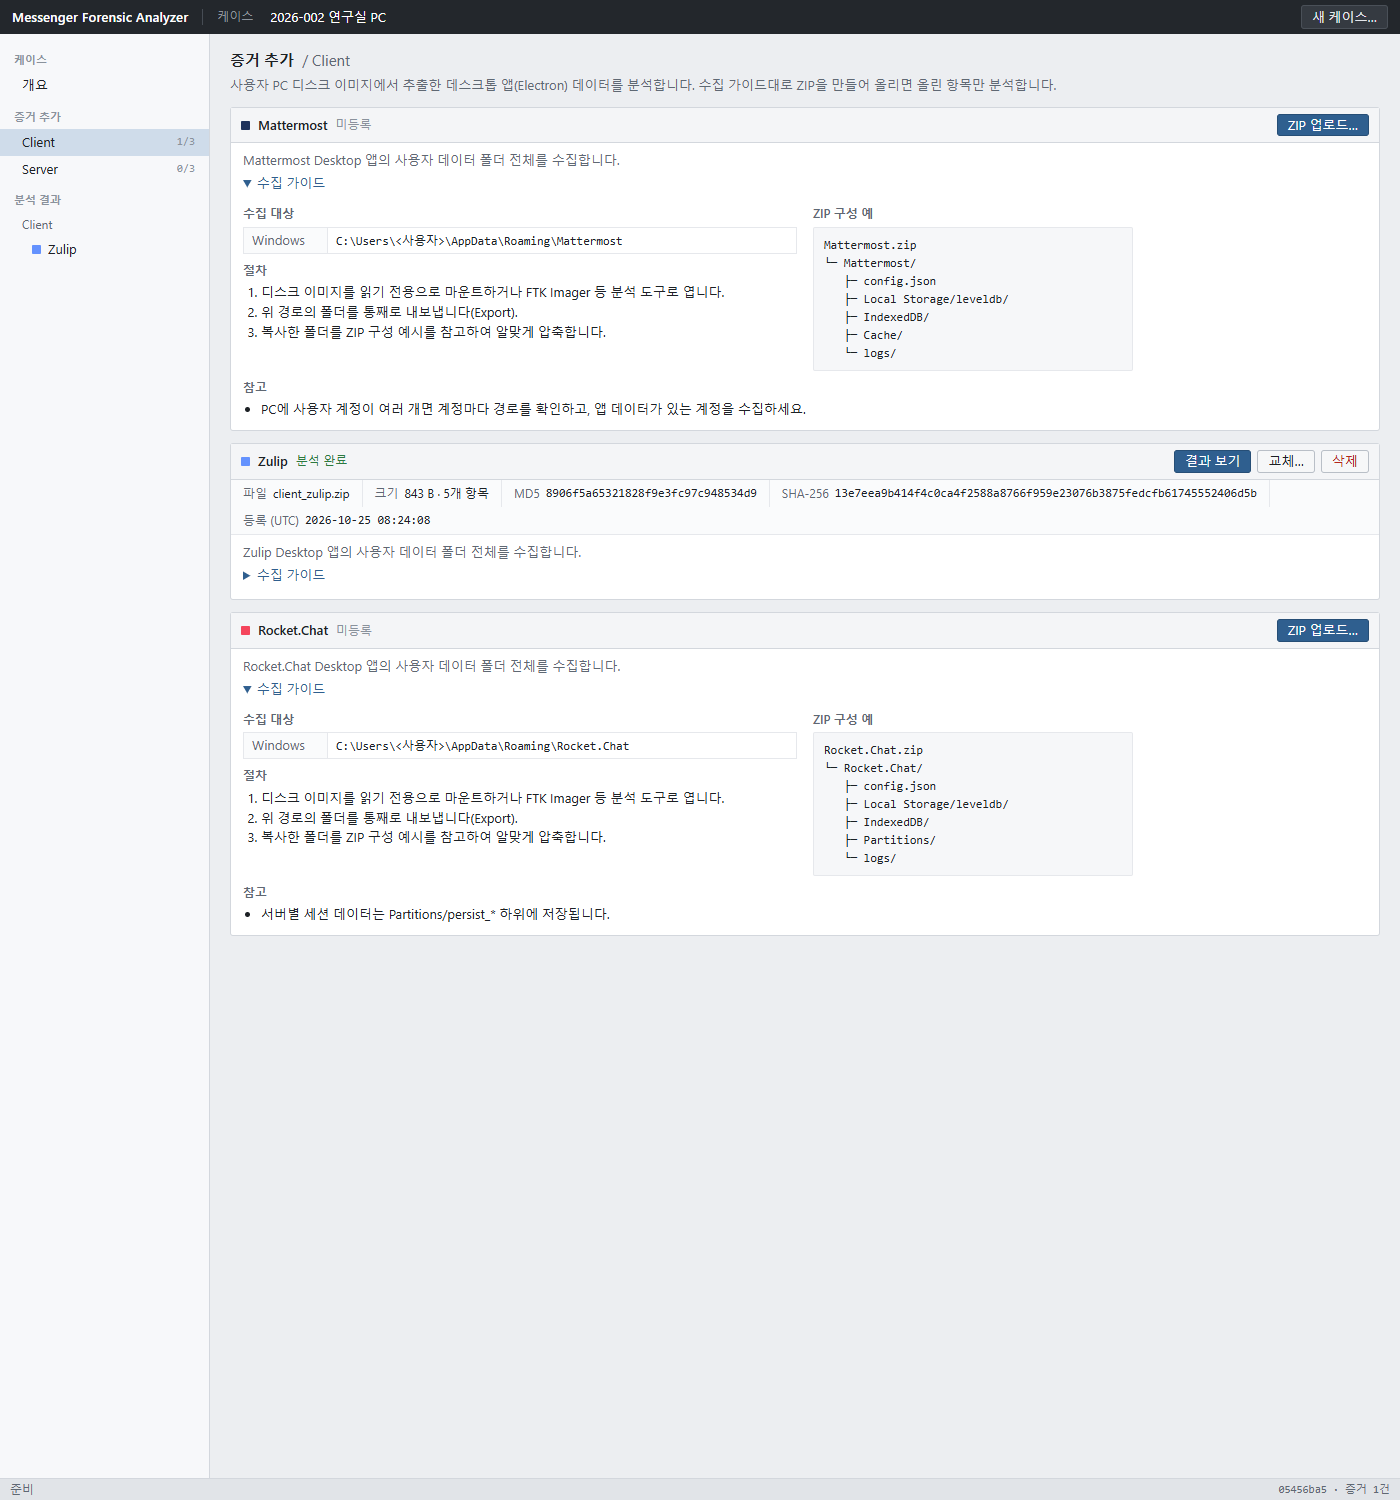 Messenger Forensic Analyzer 케이스 2026-002 연구실 PC 새 케이스...
케이스
개요
증거 추가
Client 1/3
Server 0/3
분석 결과
Client
Zulip
증거 추가 / Client
사용자 PC 디스크 이미지에서 추출한 데스크톱 앱(Electron) 데이터를 분석합니다. 수집 가이드대로 ZIP을 만들어 올리면 올린 항목만 분석합니다.
Mattermost 미등록 ZIP 업로드...
Mattermost Desktop 앱의 사용자 데이터 폴더 전체를 수집합니다.
▼ 수집 가이드
수집 대상
Windows C:\Users\<사용자>\AppData\Roaming\Mattermost
절차
1. 디스크 이미지를 읽기 전용으로 마운트하거나 FTK Imager 등 분석 도구로 엽니다.
2. 위 경로의 폴더를 통째로 내보냅니다(Export).
3. 복사한 폴더를 ZIP 구성 예시를 참고하여 알맞게 압축합니다.
ZIP 구성 예
Mattermost.zip
└─ Mattermost/
├─ config.json
├─ Local Storage/leveldb/
├─ IndexedDB/
├─ Cache/
└─ logs/
참고
• PC에 사용자 계정이 여러 개면 계정마다 경로를 확인하고, 앱 데이터가 있는 계정을 수집하세요.
Zulip 분석 완료 결과 보기 교체... 삭제
파일 client_zulip.zip 크기 843 B · 5개 항목 MD5 8906f5a65321828f9e3fc97c948534d9 SHA-256 13e7eea9b414f4c0ca4f2588a8766f959e23076b3875fedcfb61745552406d5b
등록 (UTC) 2026-10-25 08:24:08
Zulip Desktop 앱의 사용자 데이터 폴더 전체를 수집합니다.
▶ 수집 가이드
Rocket.Chat 미등록 ZIP 업로드...
Rocket.Chat Desktop 앱의 사용자 데이터 폴더 전체를 수집합니다.
▼ 수집 가이드
수집 대상
Windows C:\Users\<사용자>\AppData\Roaming\Rocket.Chat
절차
1. 디스크 이미지를 읽기 전용으로 마운트하거나 FTK Imager 등 분석 도구로 엽니다.
2. 위 경로의 폴더를 통째로 내보냅니다(Export).
3. 복사한 폴더를 ZIP 구성 예시를 참고하여 알맞게 압축합니다.
ZIP 구성 예
Rocket.Chat.zip
└─ Rocket.Chat/
├─ config.json
├─ Local Storage/leveldb/
├─ IndexedDB/
├─ Partitions/
└─ logs/
참고
• 서버별 세션 데이터는 Partitions/persist_* 하위에 저장됩니다.
준비 05456ba5 · 증거 1건